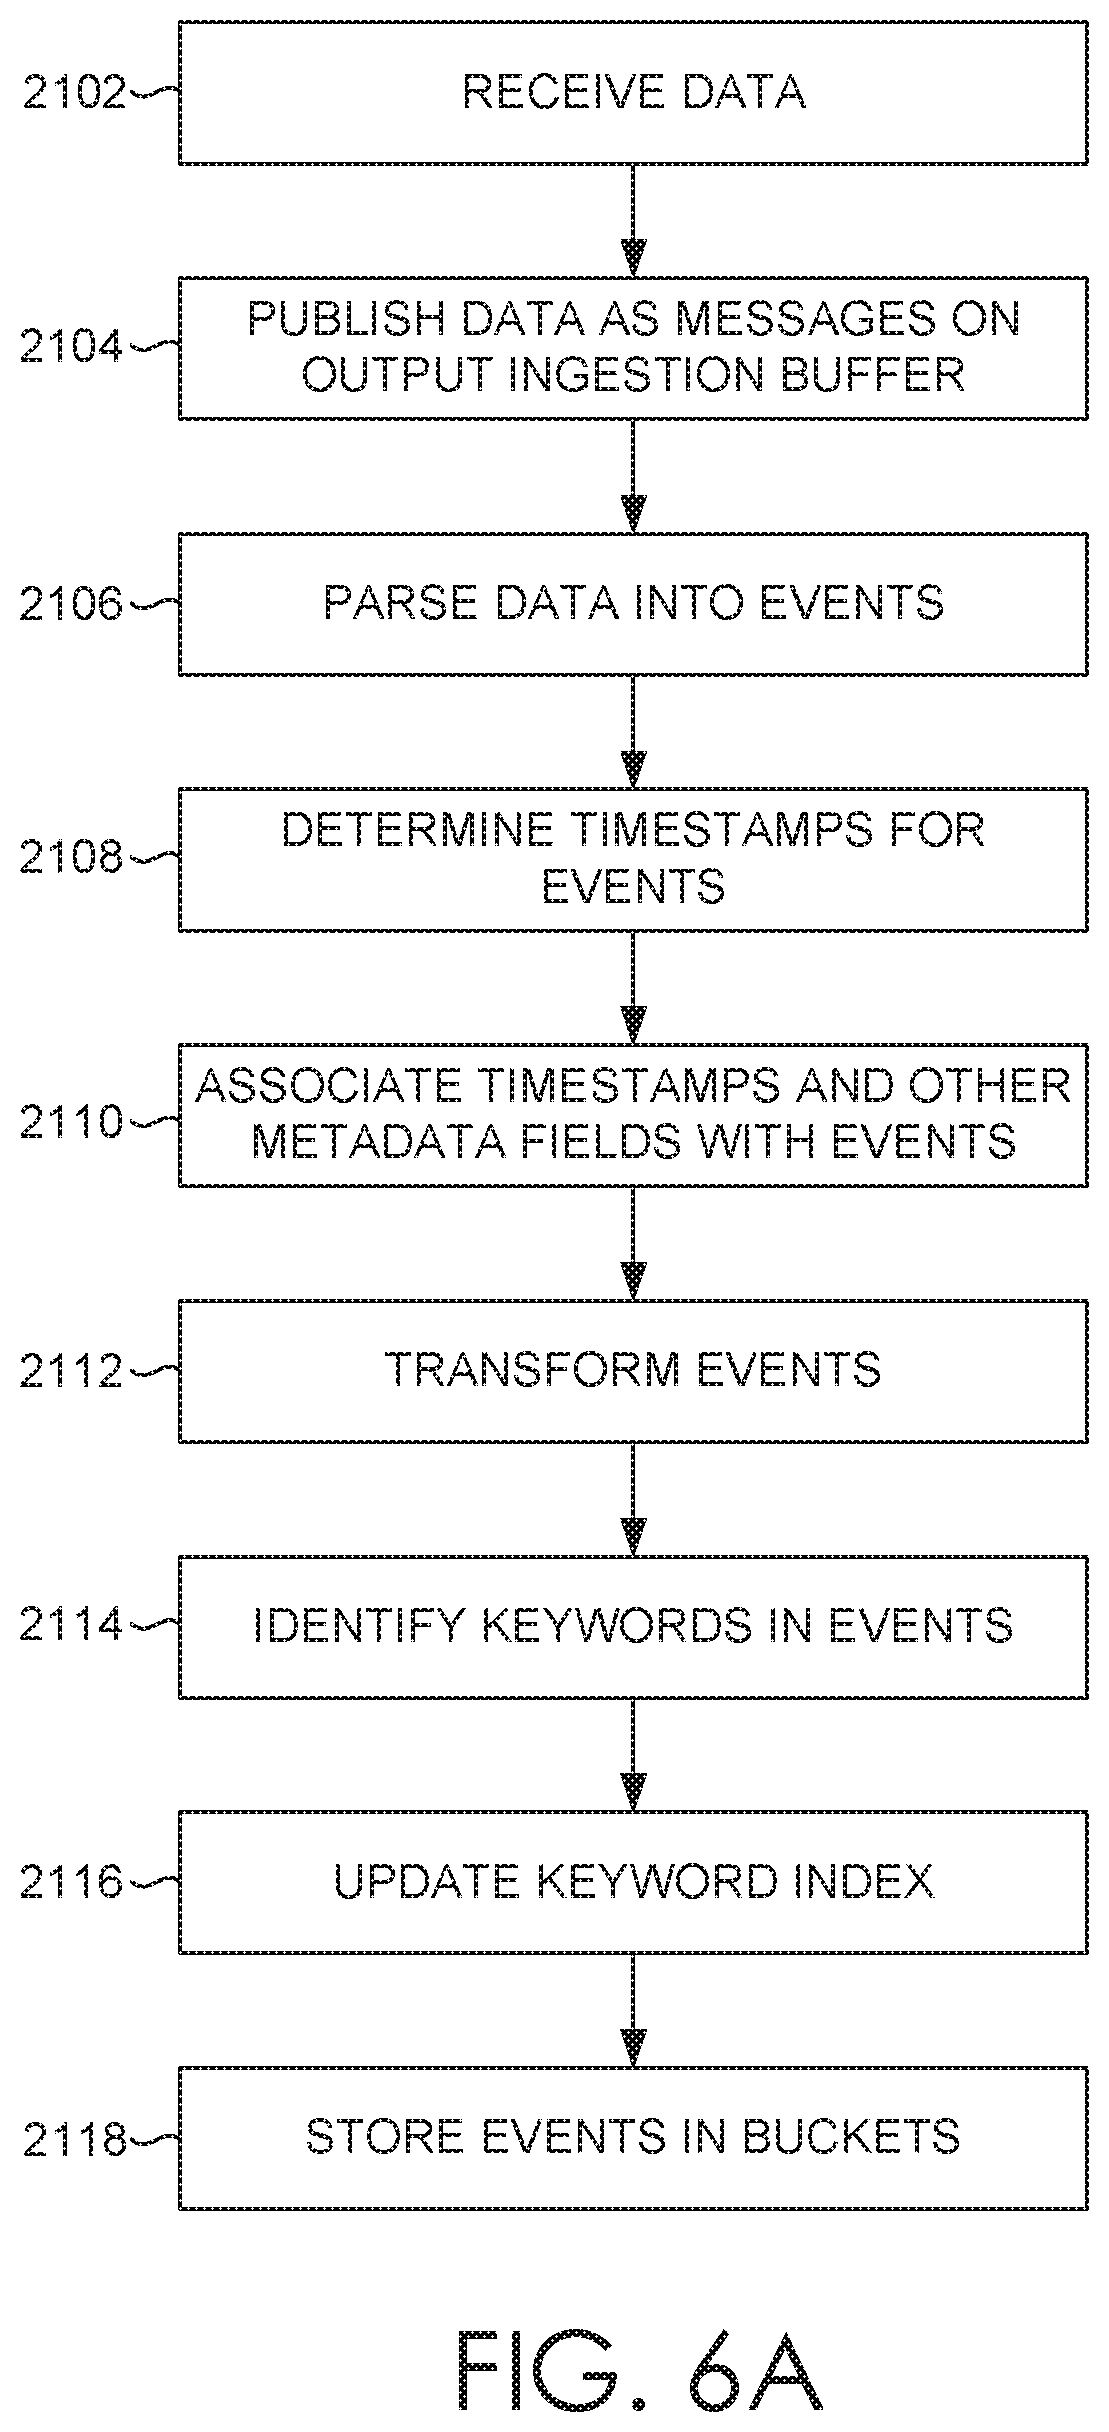 2102
RECEIVE DATA
2104
PUBLISH DATA AS MESSAGES ON
OUTPUT INGESTION BUFFER
2106
PARSE DATA INTO EVENTS
2108
DETERMINE TIMESTAMPS FOR
EVENTS
2110
ASSOCIATE TIMESTAMPS AND OTHER
METADATA FIELDS WITH EVENTS
2112
TRANSFORM EVENTS
2114
IDENTIFY KEYWORDS IN EVENTS
2116
UPDATE KEYWORD INDEX
2118
STORE EVENTS IN BUCKETS
FIG. 6A